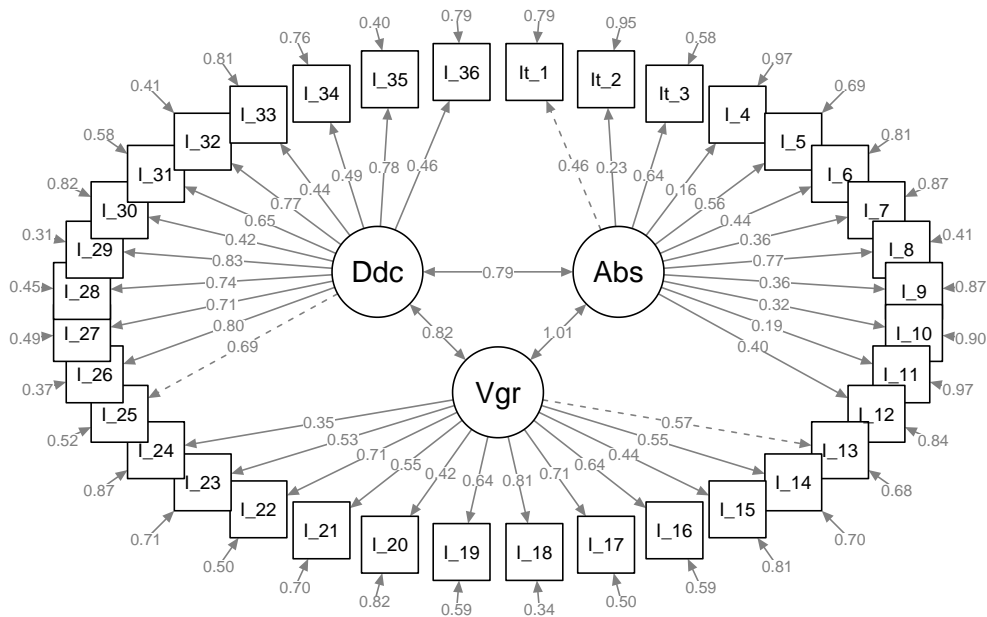 0.79 0.79
0.40 0.95
0.76 0.58
0.81 0.97
0.41 0.69
0.58 0.81
0.82 0.87
0.31 0.41
0.45 0.87
0.49 0.90
0.37 0.97
0.52 0.84
0.87 0.68
0.71 0.70
0.50 0.81
0.70 0.59
0.82 0.50
0.59 0.34
I_36 It_1
I_35 It_2
I_34 It_3
I_33 I_4
I_32 I_5
I_31 I_6
I_30 I_7
I_29 I_8
I_28 I_9
I_27 I_10
I_26 I_11
I_25 I_12
I_24 I_13
I_23 I_14
I_22 I_15
I_21 I_16
I_20 I_17
I_19 I_18
0.46 0.46
0.78 0.23
0.49 0.64
0.44 0.16
0.77 0.56
0.65 0.44
0.42 0.36
0.83 0.77
0.74 0.36
0.71 0.32
0.80 0.19
0.69 0.40
Ddc 0.79 Abs
0.82 1.01
Vgr
0.35 0.57
0.53 0.55
0.71 0.44
0.55 0.64
0.42 0.71
0.64 0.81